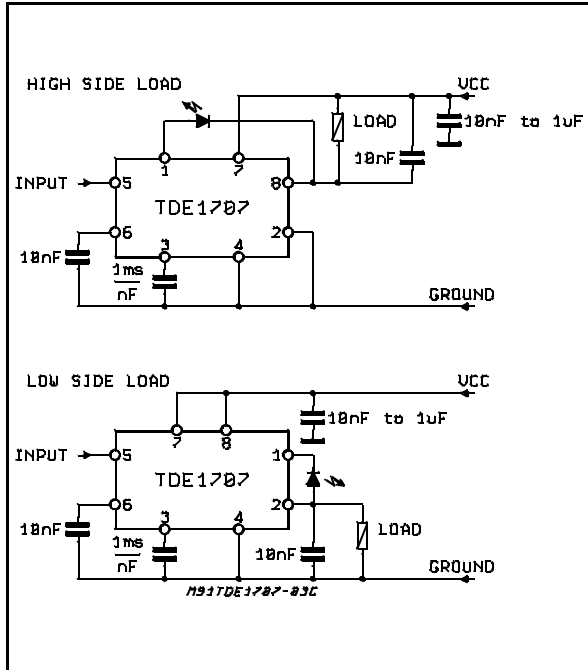 HIGH SIDE LOAD
VCC
LOAD
10nF to 1uF
10nF
1
7
INPUT
5
8
TDE1707
6
2
10nF
3
4
1ms
nF
GROUND
LOW SIDE LOAD
VCC
10nF to 1uF
7
8
INPUT
5
1
TDE1707
6
2
10nF
3
4
LOAD
1ms
nF
10nF
GROUND
M91TDE1707-03C